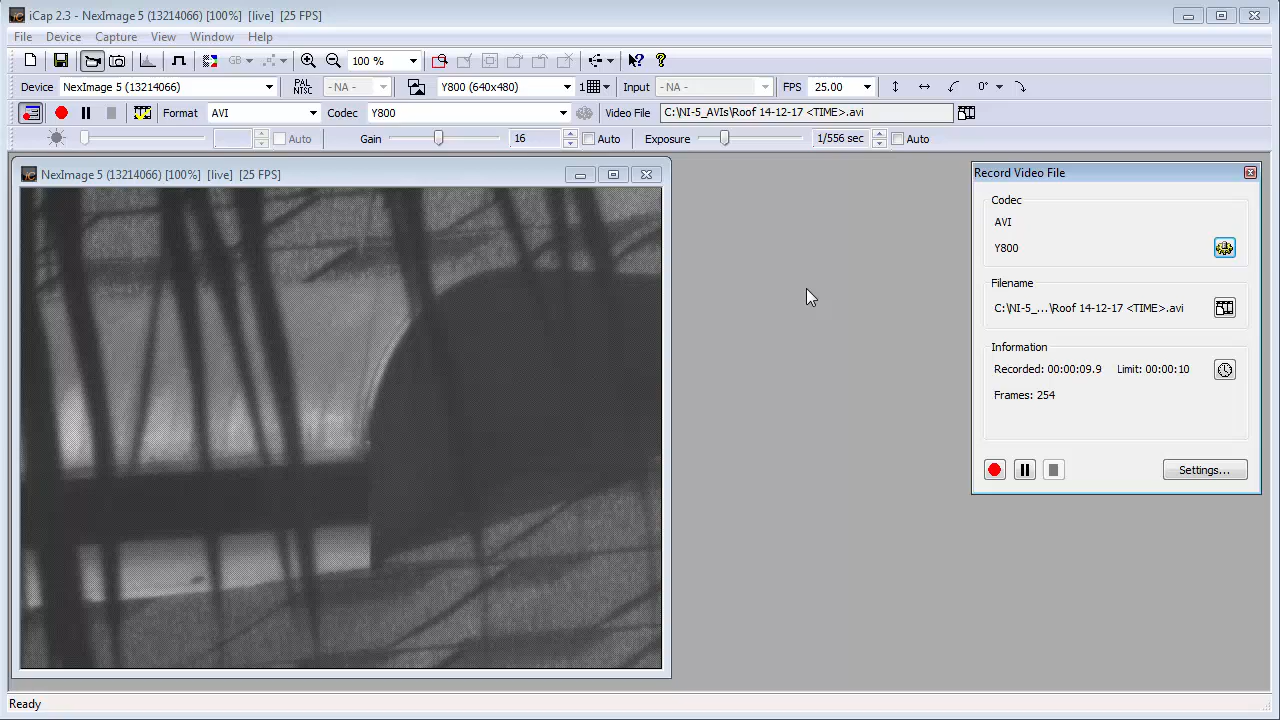 iCap 2.3 - NexImage 5 (13214066) [100%] [live] [25 FPS]
File Device Capture View Window Help
GB 100 %
Device NexImage 5 (13214066) PAL NTSC - NA - Y800 (640x480) 1 Input - NA - FPS 25.00 0°
Format AVI Codec Y800 Video File C:\NI-5_AVIs\Roof 14-12-17 <TIME>.avi
Auto Gain 16 Auto Exposure 1/556 sec Auto
NexImage 5 (13214066) [100%] [live] [25 FPS]
Record Video File
Codec
AVI
Y800
Filename
C:\NI-5_...\Roof 14-12-17 <TIME>.avi
Information
Recorded: 00:00:09.9 Limit: 00:00:10
Frames: 254
Settings...
Ready